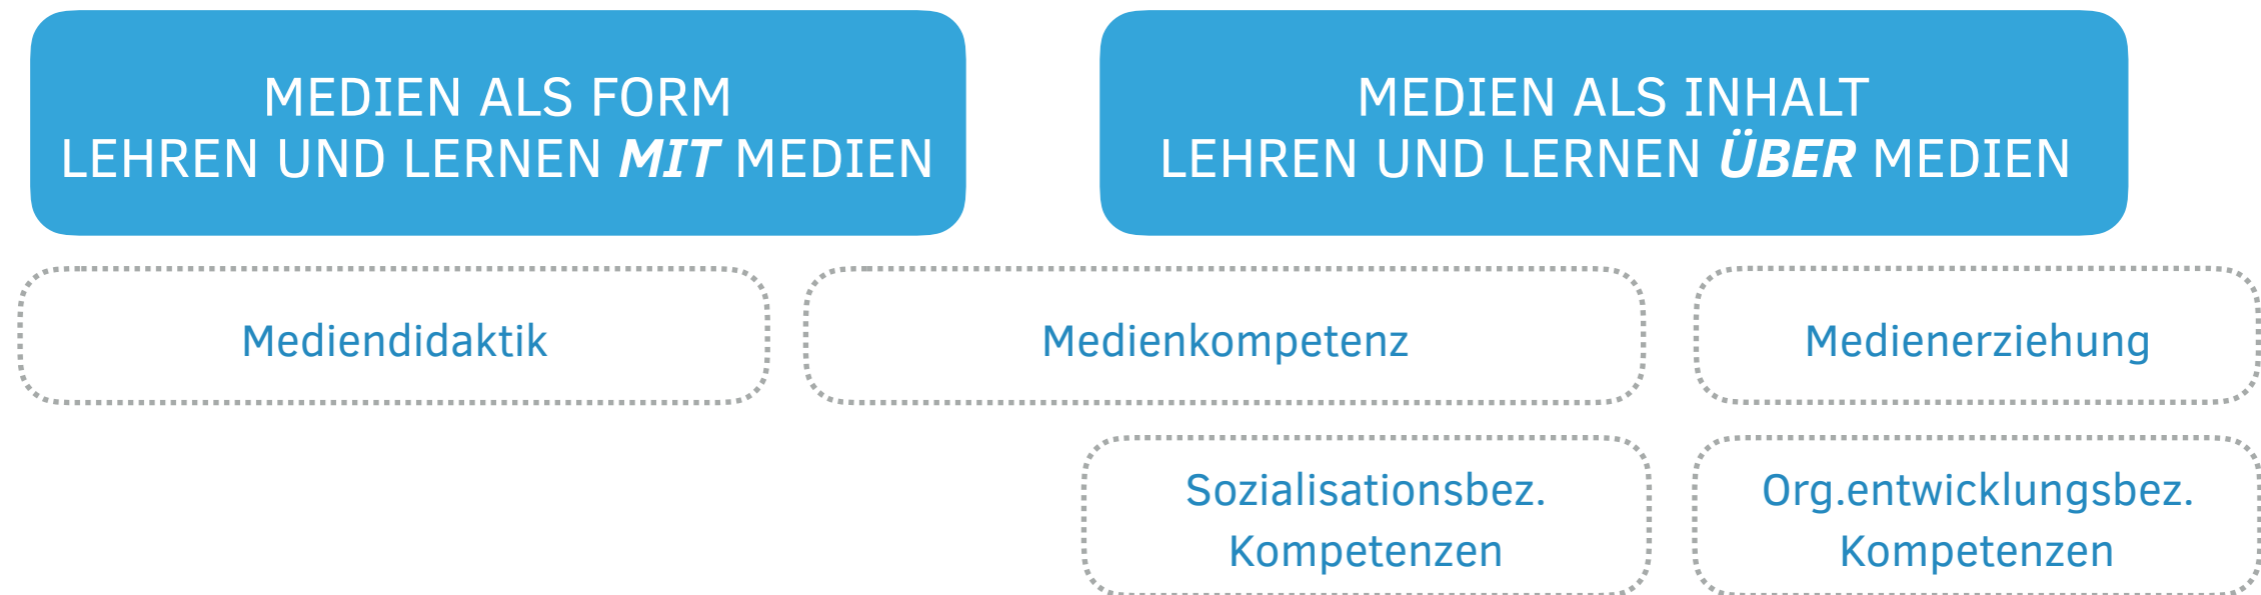 MEDIEN ALS FORM
LEHREN UND LERNEN MIT MEDIEN
MEDIEN ALS INHALT
LEHREN UND LERNEN ÜBER MEDIEN
Mediendidaktik
Medienkompetenz
Medienerziehung
Sozialisationsbez.
Kompetenzen
Org.entwicklungsbez.
Kompetenzen